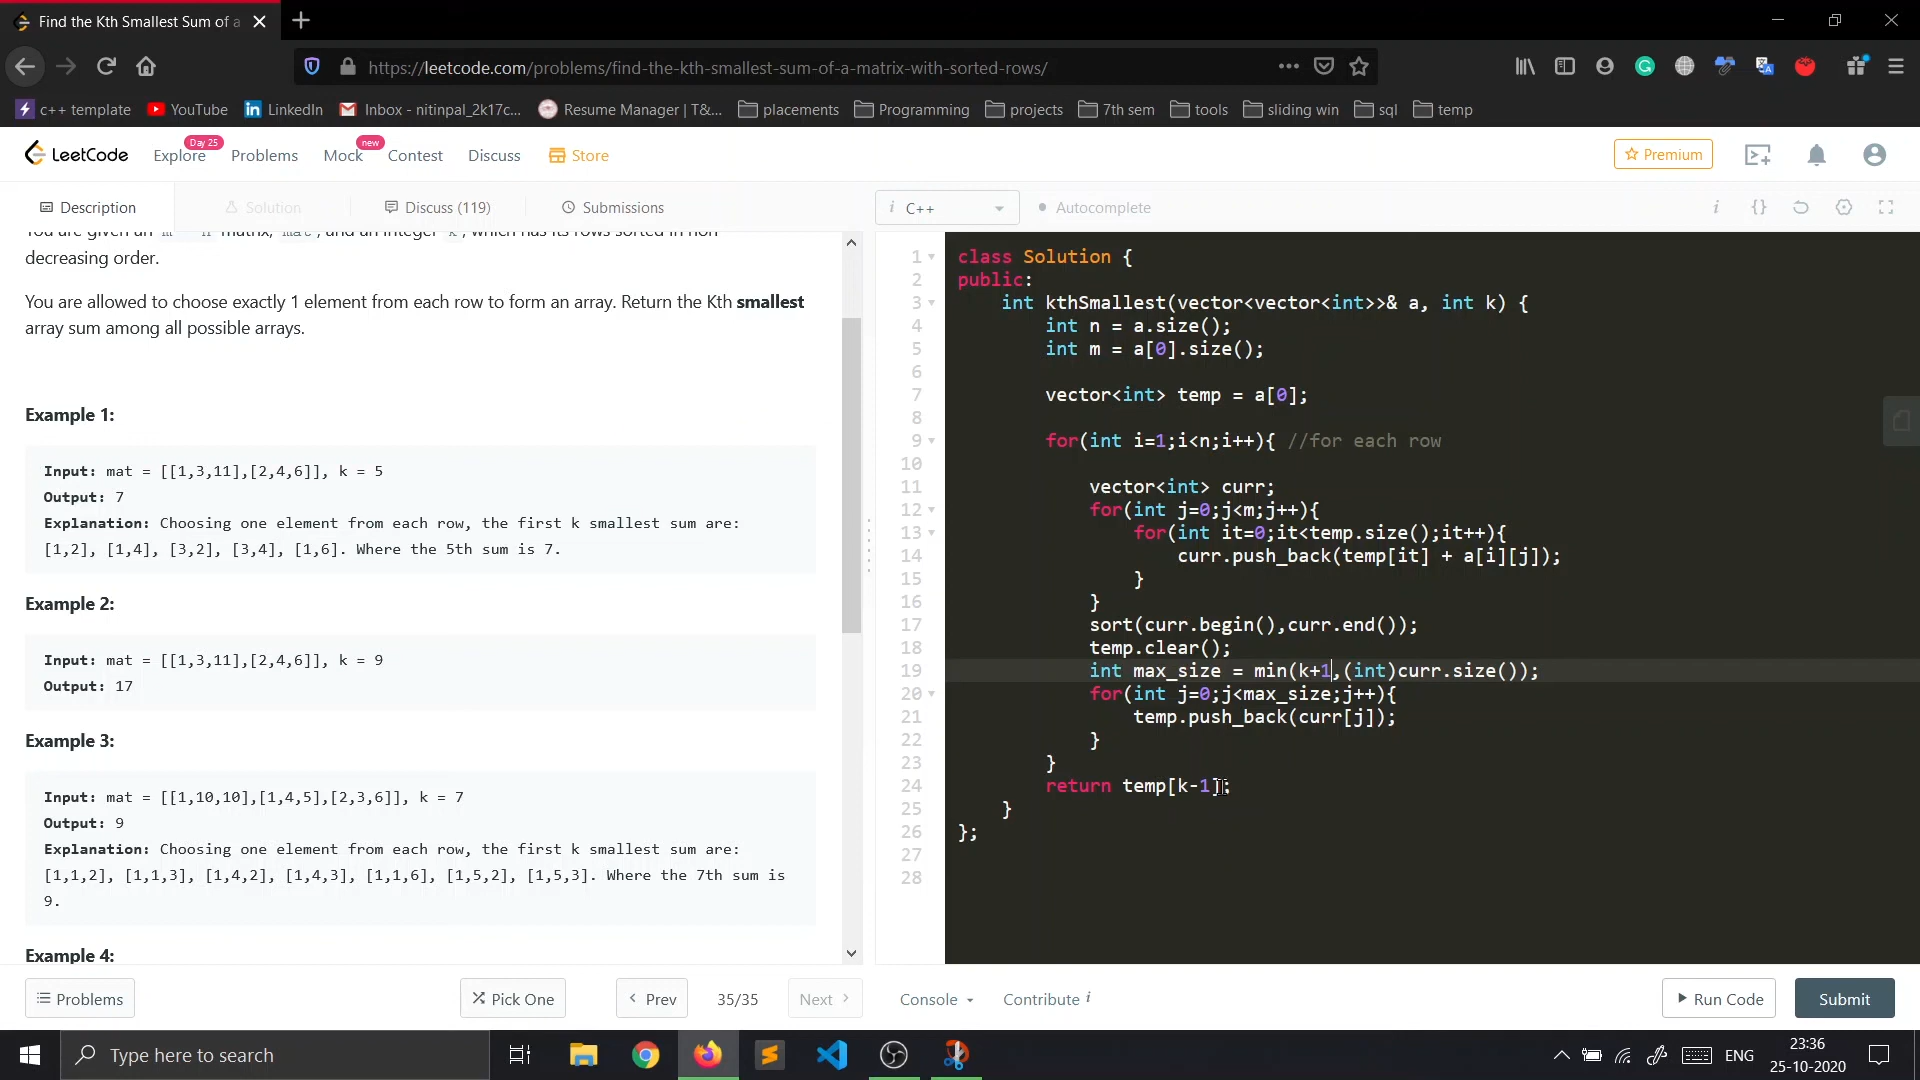 Find the Kth Smallest Sum of a
https://leetcode.com/problems/find-the-kth-smallest-sum-of-a-matrix-with-sorted-rows/
c++ template YouTube LinkedIn Inbox - nitinpal_2k17c... Resume Manager | T&... placements Programming projects 7th sem tools sliding win sql temp
LeetCode Explore Day 25 Problems Mock new Contest Discuss Store Premium
Description Solution Discuss (119) Submissions
i C++ Autocomplete
You are given an m n matrix, mat, and an integer k, which has its rows sorted in non
decreasing order.
You are allowed to choose exactly 1 element from each row to form an array. Return the Kth smallest
array sum among all possible arrays.
Example 1:
Input: mat = [[1,3,11],[2,4,6]], k = 5
Output: 7
Explanation: Choosing one element from each row, the first k smallest sum are:
[1,2], [1,4], [3,2], [3,4], [1,6]. Where the 5th sum is 7.
Example 2:
Input: mat = [[1,3,11],[2,4,6]], k = 9
Output: 17
Example 3:
Input: mat = [[1,10,10],[1,4,5],[2,3,6]], k = 7
Output: 9
Explanation: Choosing one element from each row, the first k smallest sum are:
[1,1,2], [1,1,3], [1,4,2], [1,4,3], [1,1,6], [1,5,2], [1,5,3]. Where the 7th sum is
9.
Example 4:
1 class Solution {
2 public:
3 int kthSmallest(vector<vector<int>>& a, int k) {
4 int n = a.size();
5 int m = a[0].size();
6
7 vector<int> temp = a[0];
8
9 for(int i=1;i<n;i++){ //for each row
10
11 vector<int> curr;
12 for(int j=0;j<m;j++){
13 for(int it=0;it<temp.size();it++){
14 curr.push_back(temp[it] + a[i][j]);
15 }
16 }
17 sort(curr.begin(),curr.end());
18 temp.clear();
19 int max_size = min(k+1,(int)curr.size());
20 for(int j=0;j<max_size;j++){
21 temp.push_back(curr[j]);
22 }
23 }
24 return temp[k-1];
25 }
26 };
27
28
Problems Pick One Prev 35/35 Next Console Contribute i Run Code Submit
Type here to search ENG 23:36
25-10-2020